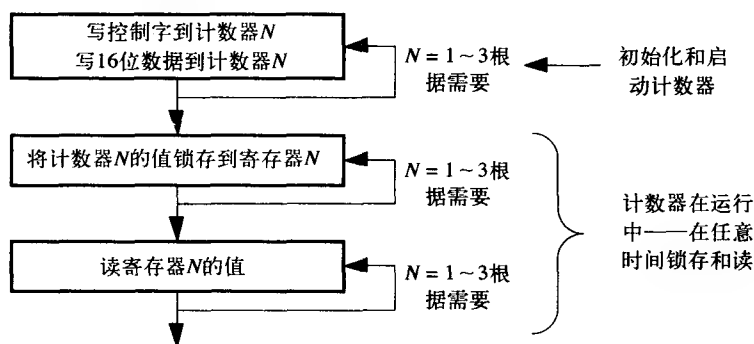 写控制字到计数器N
写16位数据到计数器N
N = 1~3根
据需要
初始化和启
动计数器
将计数器N的值锁存到寄存器N
N = 1~3根
据需要
计数器在运行
中——在任意
时间锁存和读
读寄存器N的值
N = 1~3根
据需要